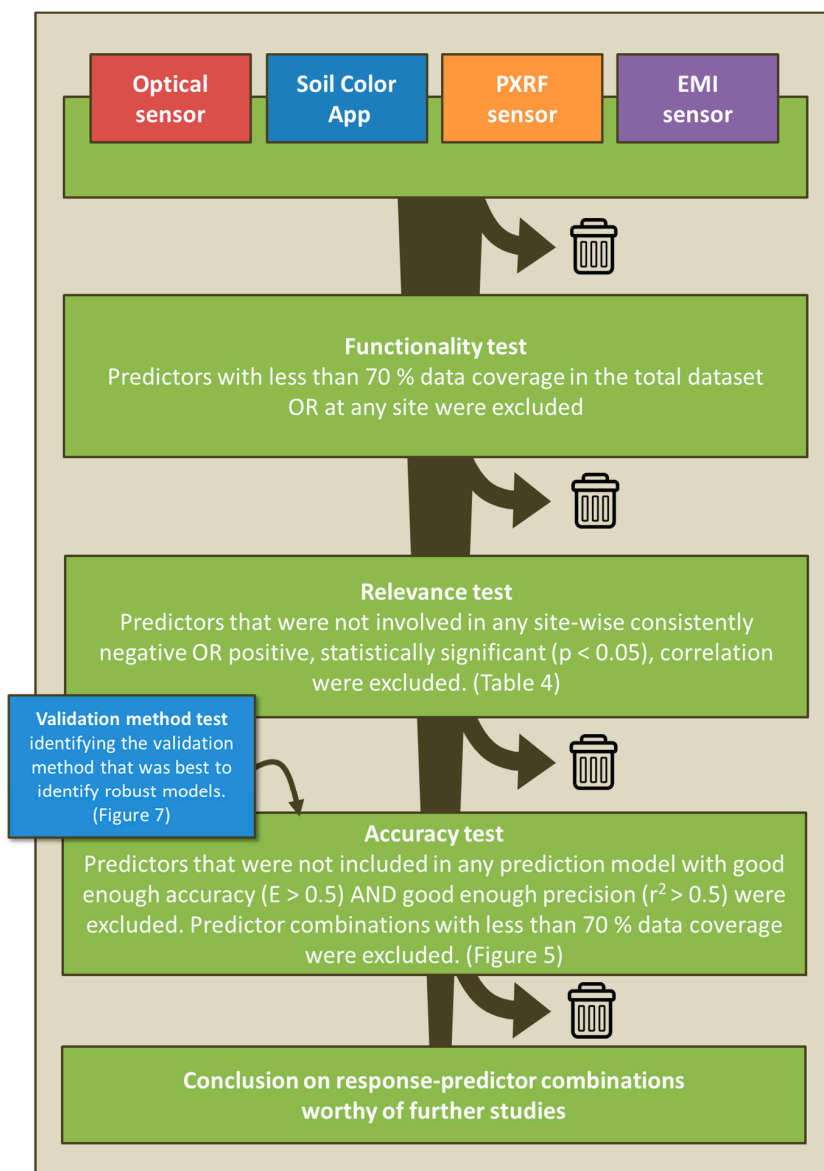 Optical
sensor
Soil Color
App
PXRF
sensor
EMI
sensor
Functionality test
Predictors with less than 70 % data coverage in the total dataset
OR at any site were excluded
Relevance test
Predictors that were not involved in any site-wise consistently
negative OR positive, statistically significant (p < 0.05), correlation
were excluded. (Table 4)
Validation method test
identifying the validation
method that was best to
identify robust models.
(Figure 7)
Accuracy test
Predictors that were not included in any prediction model with good
enough accuracy (E > 0.5) AND good enough precision (r² > 0.5) were
excluded. Predictor combinations with less than 70 % data coverage
were excluded. (Figure 5)
Conclusion on response-predictor combinations
worthy of further studies